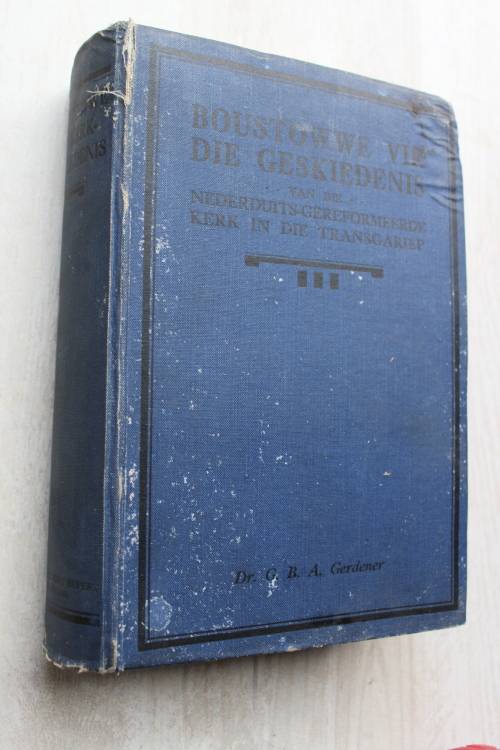 BOUSTOWWE VIR
DIE GESKIEDENIS
VAN DIE
NEDERDUITS-GEREFORMEERDE
KERK IN DIE TRANSGARIEP
Dr. G. B. A. Gerdener